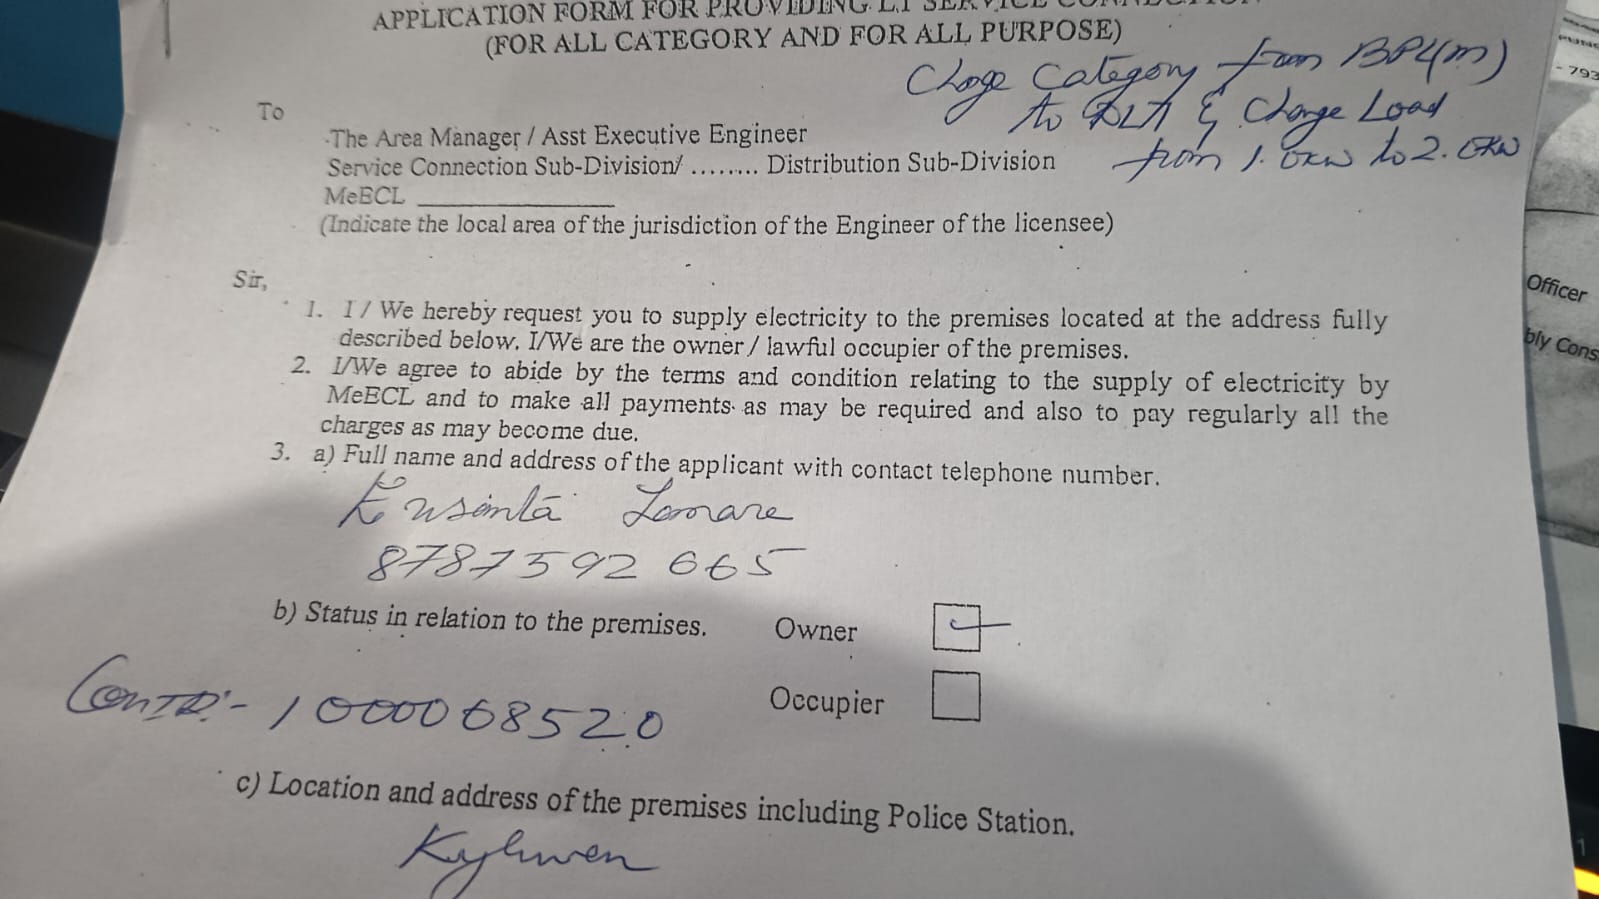 APPLICATION FORM FOR PROVIDING LT SERVICE
(FOR ALL CATEGORY AND FOR ALL PURPOSE)
Change Category from BPL(m)
to DLT & Change Load
from 1.0KW to 2.0KW
To
The Area Manager / Asst Executive Engineer
Service Connection Sub-Division/ ........ Distribution Sub-Division
MeECL ______________
(Indicate the local area of the jurisdiction of the Engineer of the licensee)
Sir,
1. I / We hereby request you to supply electricity to the premises located at the address fully
described below. I/We are the owner / lawful occupier of the premises.
2. I/We agree to abide by the terms and condition relating to the supply of electricity by
MeECL and to make all payments as may be required and also to pay regularly all the
charges as may become due.
3. a) Full name and address of the applicant with contact telephone number.
Lamare
8787592665
b) Status in relation to the premises. Owner
Occupier
ConID:- 1000068520
c) Location and address of the premises including Police Station.
- 793
Officer
bly Cons